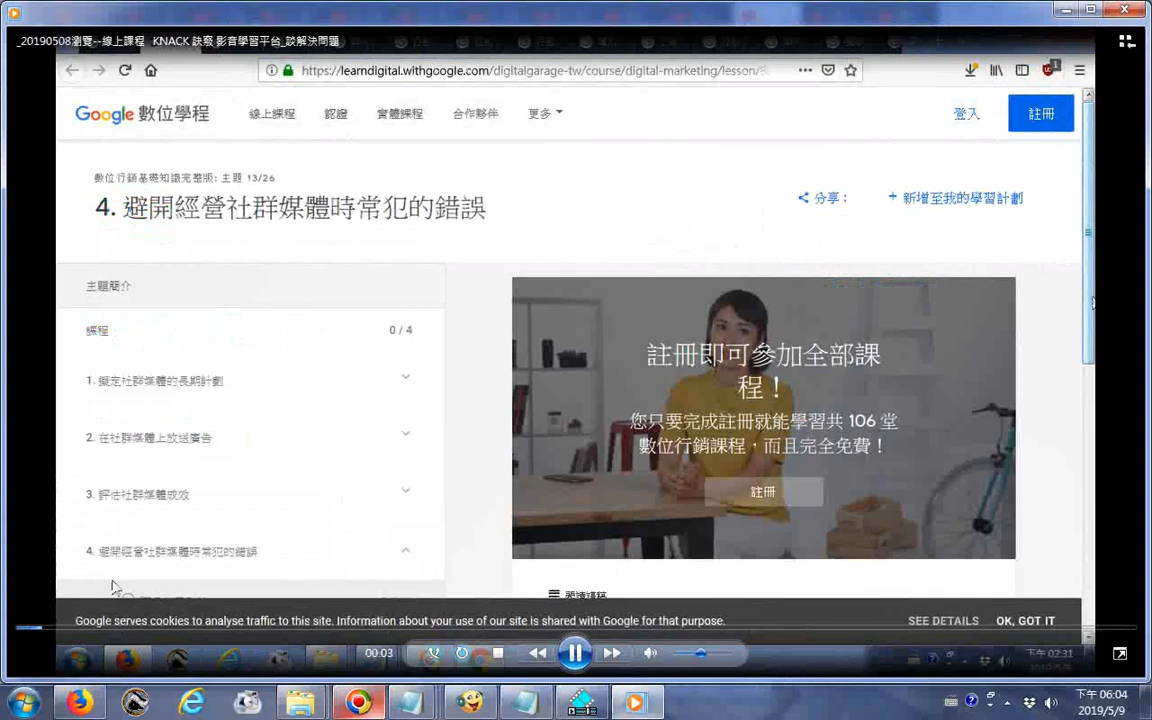 _20190508瀏覽--線上課程 KNACK 訣竅 影音學習平台_談解決問題
https://learndigital.withgoogle.com/digitalgarage-tw/course/digital-marketing/lesson/
Google 數位學程
線上課程
認證
實體課程
合作夥伴
更多
登入
註冊
數位行銷基礎知識完整版: 主題 13/26
4. 避開經營社群媒體時常犯的錯誤
分享：
+ 新增至我的學習計劃
主題簡介
課程
0 / 4
1. 擬定社群媒體的長期計劃
2. 在社群媒體上放送廣告
3. 評估社群媒體成效
4. 避開經營社群媒體時常犯的錯誤
註冊即可參加全部課
程！
您只要完成註冊就能學習共 106 堂
數位行銷課程，而且完全免費！
註冊
閱讀講稿
Google serves cookies to analyse traffic to this site. Information about your use of our site is shared with Google for that purpose.
SEE DETAILS
OK, GOT IT
00:03
下午 02:31
下午 06:04
2019/5/9